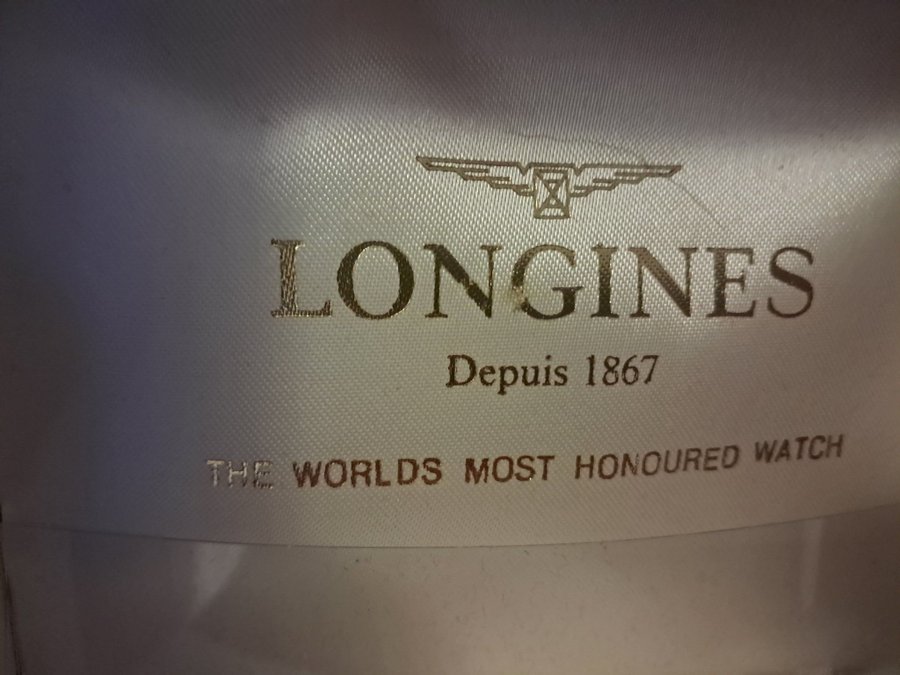 LONGINES
Depuis 1867
THE WORLDS MOST HONOURED WATCH